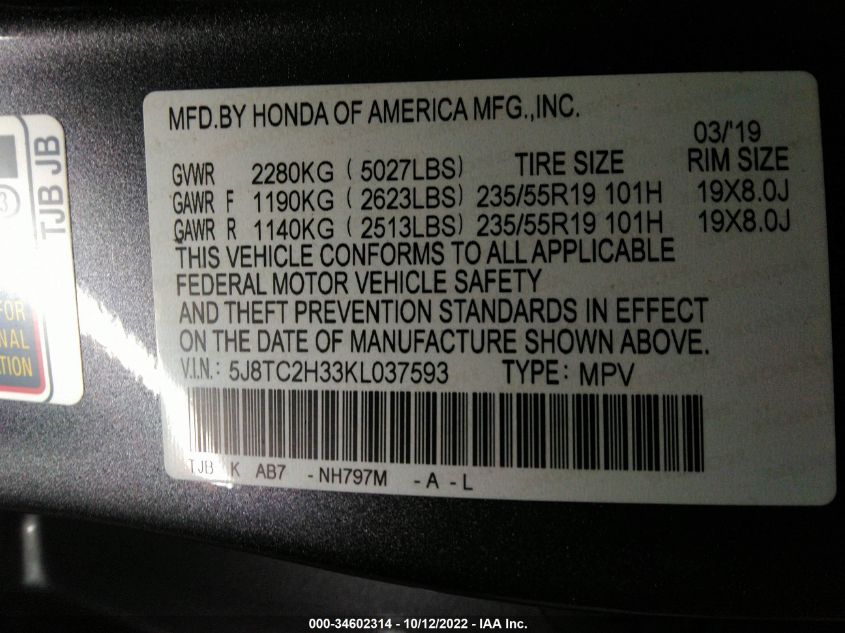 MFD.BY HONDA OF AMERICA MFG.,INC.
03/'19
GVWR 2280KG (5027LBS) TIRE SIZE RIM SIZE
GAWR F 1190KG (2623LBS) 235/55R19 101H 19X8.0J
GAWR R 1140KG (2513LBS) 235/55R19 101H 19X8.0J
THIS VEHICLE CONFORMS TO ALL APPLICABLE
FEDERAL MOTOR VEHICLE SAFETY
AND THEFT PREVENTION STANDARDS IN EFFECT
ON THE DATE OF MANUFACTURE SHOWN ABOVE.
V.I.N.: 5J8TC2H33KL037593 TYPE: MPV
TJB K AB7 -NH797M -A -L
TJB JB
FOR
NAL
TION
000-34602314 - 10/12/2022 - IAA Inc.